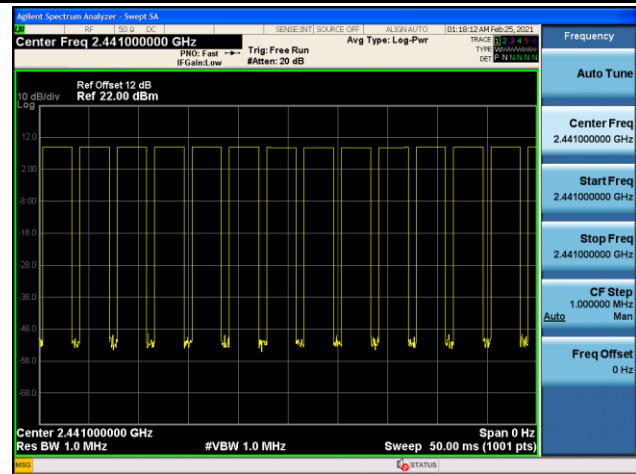 Agilent Spectrum Analyzer - Swept SA
RF 50 Ω DC SENSE:INT SOURCE OFF ALIGN AUTO 01:18:12 AM Feb 25, 2021
Center Freq 2.441000000 GHz
PNO: Fast
IFGain:Low
Trig: Free Run
#Atten: 20 dB
Avg Type: Log-Pwr
TRACE 1 2 3 4 5 6
TYPE
DET P N N N N N
Ref Offset 12 dB
10 dB/div Ref 22.00 dBm
Log
12.0
2.00
-8.00
-18.0
-28.0
-38.0
-48.0
-58.0
-68.0
Center 2.441000000 GHz Span 0 Hz
Res BW 1.0 MHz #VBW 1.0 MHz Sweep 50.00 ms (1001 pts)
MSG STATUS
Frequency
Auto Tune
Center Freq
2.441000000 GHz
Start Freq
2.441000000 GHz
Stop Freq
2.441000000 GHz
CF Step
1.000000 MHz
Auto Man
Freq Offset
0 Hz